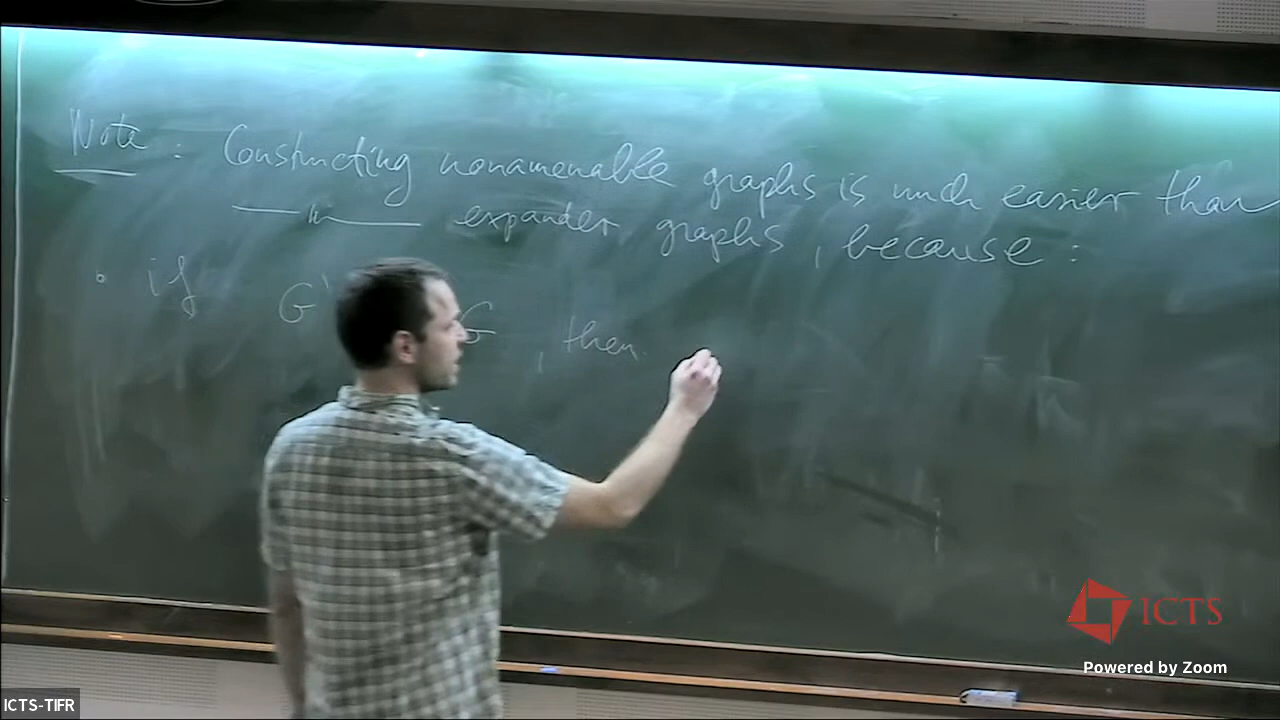 Note : Constructing nonamenable graphs is much easier than
—"— expander graphs, because :
• if G' G , then
ICTS
Powered by Zoom
ICTS-TIFR